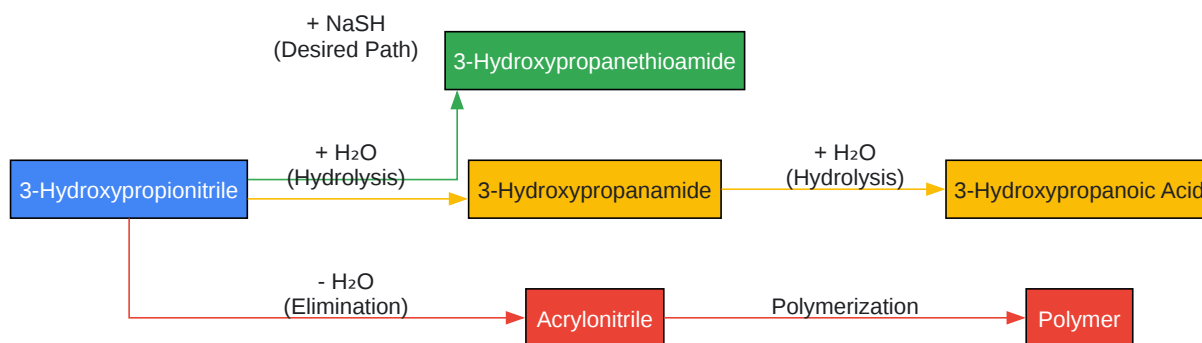 + NaSH
(Desired Path)
3-Hydroxypropanethioamide
3-Hydroxypropionitrile
+ H₂O
(Hydrolysis)
3-Hydroxypropanamide
+ H₂O
(Hydrolysis)
3-Hydroxypropanoic Acid
- H₂O
(Elimination)
Acrylonitrile
Polymerization
Polymer